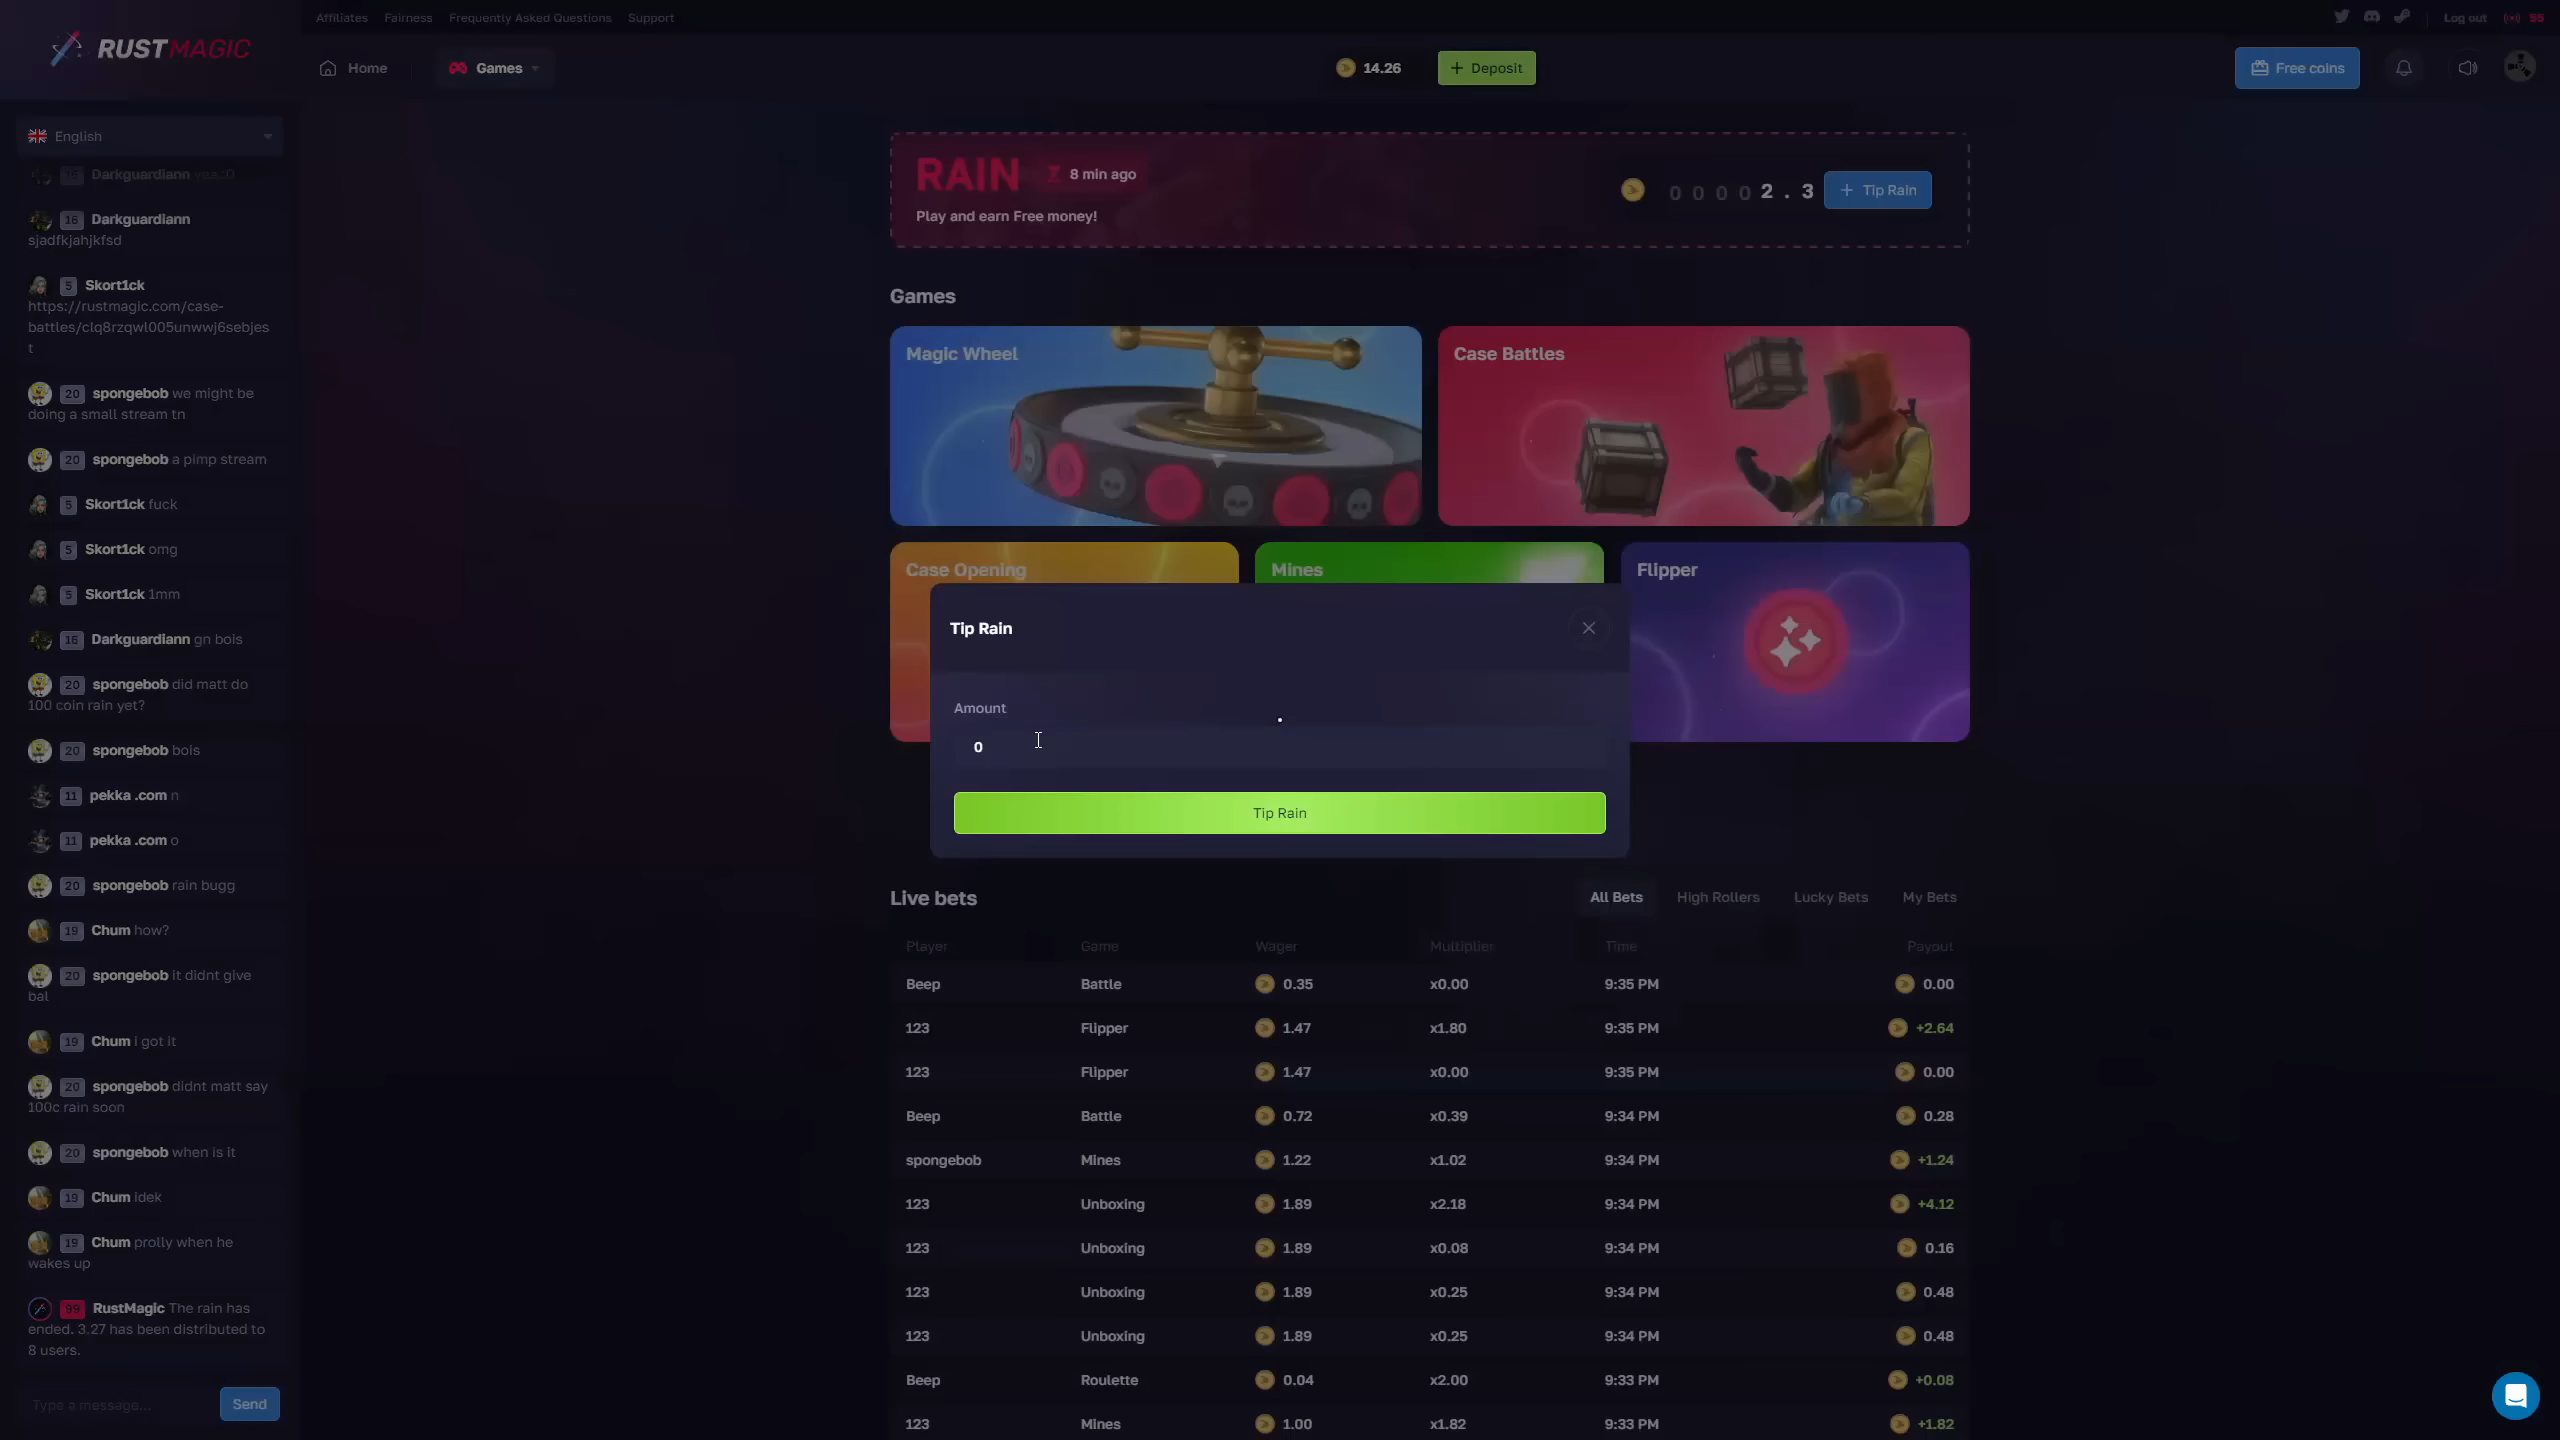 Affiliates Fairness Frequently Asked Questions Support
Log out 55
RUSTMAGIC
Home
Games
14.26
+ Deposit
Free coins
English
Darkguardiann
16 Darkguardiann
sjadfkjahjkfsd
5 Skort1ck
https://rustmagic.com/case-
battles/clq8rzqwl005unwwj6sebjes
t
20 spongebob we might be
doing a small stream tn
20 spongebob a pimp stream
5 Skort1ck fuck
5 Skort1ck omg
5 Skort1ck 1mm
16 Darkguardiann gn bois
20 spongebob did matt do
100 coin rain yet?
20 spongebob bois
11 pekka .com n
11 pekka .com o
20 spongebob rain bugg
19 Chum how?
20 spongebob it didnt give
bal
19 Chum i got it
20 spongebob didnt matt say
100c rain soon
20 spongebob when is it
19 Chum idek
19 Chum prolly when he
wakes up
99 RustMagic The rain has
ended. 3.27 has been distributed to
8 users.
Type a message...
Send
RAIN
8 min ago
Play and earn Free money!
0 0 0 0 2 . 3
+ Tip Rain
Games
Magic Wheel
Case Battles
Case Opening
Mines
Flipper
Tip Rain
Amount
0
Tip Rain
Live bets
All Bets High Rollers Lucky Bets My Bets
Player Game Wager Multiplier Time Payout
Beep Battle 0.35 x0.00 9:35 PM 0.00
123 Flipper 1.47 x1.80 9:35 PM +2.64
123 Flipper 1.47 x0.00 9:35 PM 0.00
Beep Battle 0.72 x0.39 9:34 PM 0.28
spongebob Mines 1.22 x1.02 9:34 PM +1.24
123 Unboxing 1.89 x2.18 9:34 PM +4.12
123 Unboxing 1.89 x0.08 9:34 PM 0.16
123 Unboxing 1.89 x0.25 9:34 PM 0.48
123 Unboxing 1.89 x0.25 9:34 PM 0.48
Beep Roulette 0.04 x2.00 9:33 PM +0.08
123 Mines 1.00 x1.82 9:33 PM +1.82